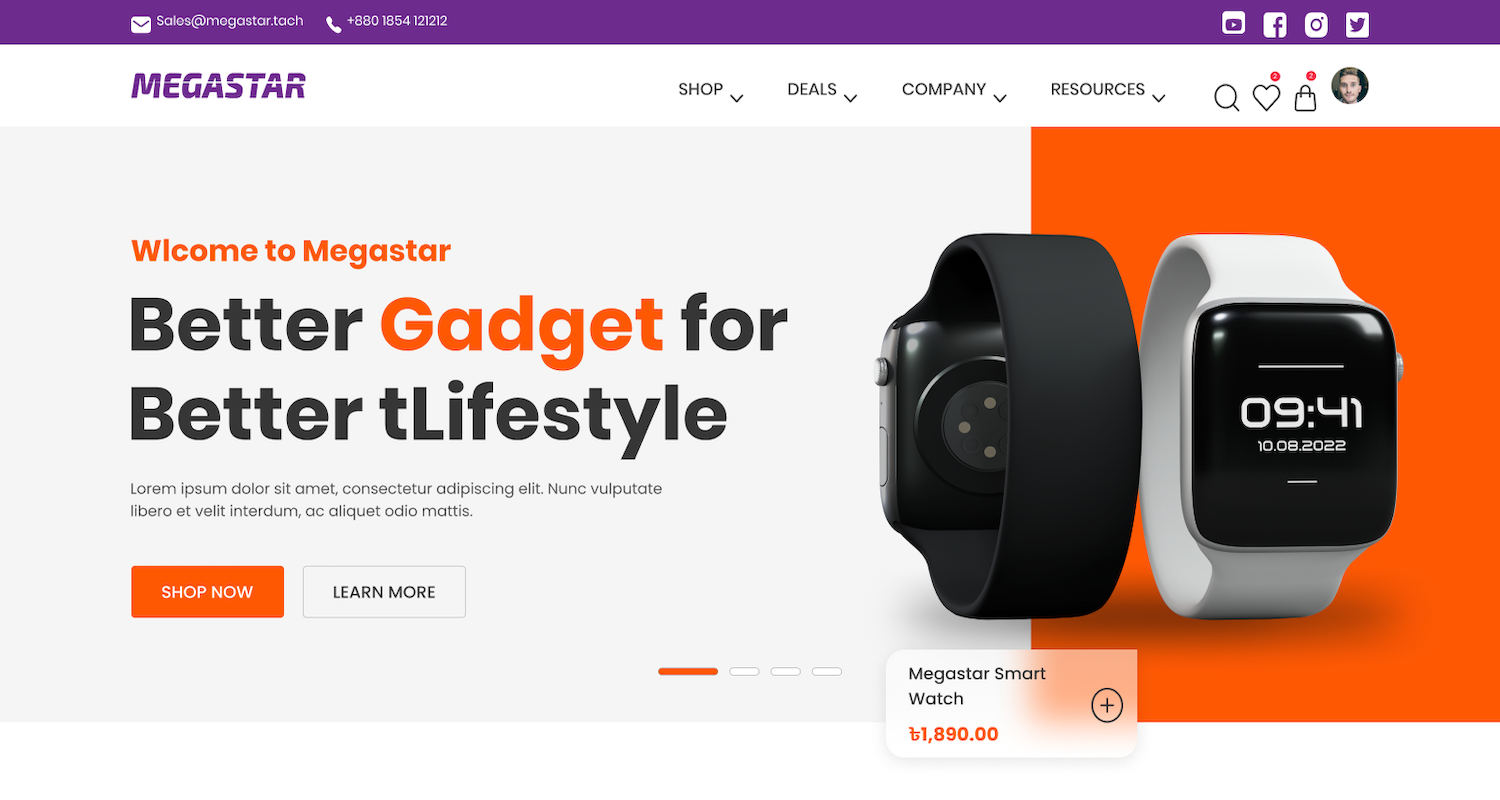 Sales@megastar.tach +880 1854 121212
MEGASTAR SHOP DEALS COMPANY RESOURCES 2 2
Wlcome to Megastar
Better Gadget for
Better tLifestyle
Lorem ipsum dolor sit amet, consectetur adipiscing elit. Nunc vulputate
libero et velit interdum, ac aliquet odio mattis.
SHOP NOW LEARN MORE
09:41
10.08.2022
Megastar Smart
Watch
৳1,890.00